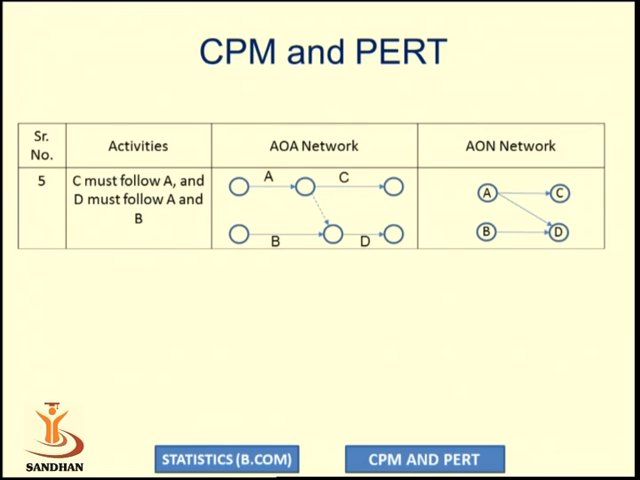 CPM and PERT
Sr.
No.
Activities
AOA Network
AON Network
5
C must follow A, and
D must follow A and
B
A
C
B
D
A
C
B
D
SANDHAN
STATISTICS (B.COM)
CPM AND PERT